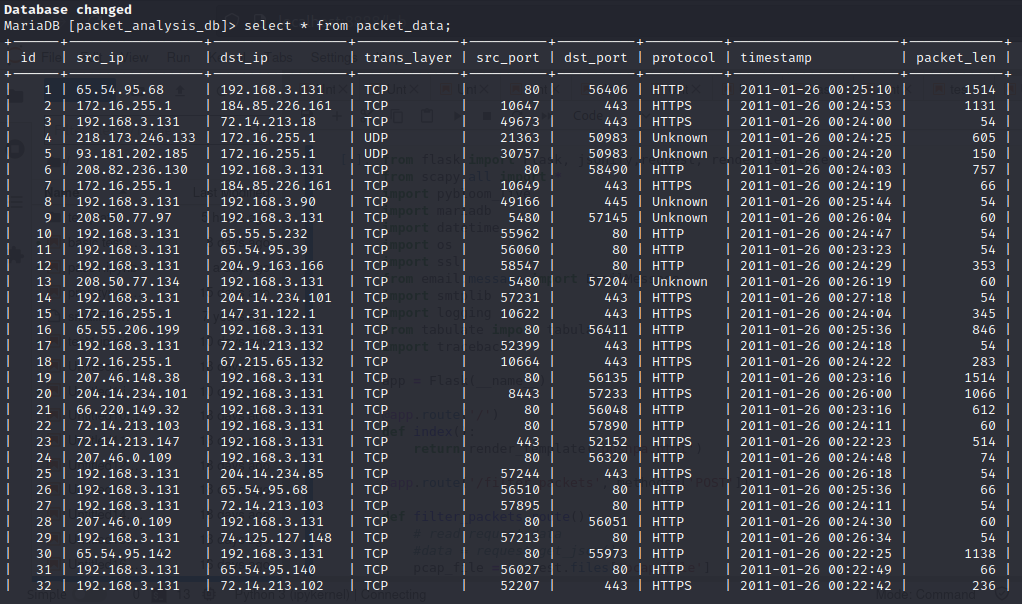 Database changed
MariaDB [packet_analysis_db]> select * from packet_data;
| id | src_ip | dst_ip | trans_layer | src_port | dst_port | protocol | timestamp | packet_len |
| 1 | 65.54.95.68 | 192.168.3.131 | TCP | 80 | 56406 | HTTP | 2011-01-26 00:25:10 | 1514 |
| 2 | 172.16.255.1 | 184.85.226.161 | TCP | 10647 | 443 | HTTPS | 2011-01-26 00:24:53 | 1131 |
| 3 | 192.168.3.131 | 72.14.213.18 | TCP | 49673 | 443 | HTTPS | 2011-01-26 00:24:00 | 54 |
| 4 | 218.173.246.133 | 172.16.255.1 | UDP | 21363 | 50983 | Unknown | 2011-01-26 00:24:25 | 605 |
| 5 | 93.181.202.185 | 172.16.255.1 | UDP | 30757 | 50983 | Unknown | 2011-01-26 00:24:20 | 150 |
| 6 | 208.82.236.130 | 192.168.3.131 | TCP | 80 | 58490 | HTTP | 2011-01-26 00:24:03 | 757 |
| 7 | 172.16.255.1 | 184.85.226.161 | TCP | 10649 | 443 | HTTPS | 2011-01-26 00:24:19 | 66 |
| 8 | 192.168.3.131 | 192.168.3.90 | TCP | 49166 | 445 | Unknown | 2011-01-26 00:25:44 | 54 |
| 9 | 208.50.77.97 | 192.168.3.131 | TCP | 5480 | 57145 | Unknown | 2011-01-26 00:26:04 | 60 |
| 10 | 192.168.3.131 | 65.55.5.232 | TCP | 55962 | 80 | HTTP | 2011-01-26 00:24:47 | 54 |
| 11 | 192.168.3.131 | 65.54.95.39 | TCP | 56060 | 80 | HTTP | 2011-01-26 00:23:23 | 54 |
| 12 | 192.168.3.131 | 204.9.163.166 | TCP | 58547 | 80 | HTTP | 2011-01-26 00:24:29 | 353 |
| 13 | 208.50.77.134 | 192.168.3.131 | TCP | 5480 | 57204 | Unknown | 2011-01-26 00:26:19 | 60 |
| 14 | 192.168.3.131 | 204.14.234.101 | TCP | 57231 | 443 | HTTPS | 2011-01-26 00:27:18 | 54 |
| 15 | 172.16.255.1 | 147.31.122.1 | TCP | 10622 | 443 | HTTPS | 2011-01-26 00:24:04 | 345 |
| 16 | 65.55.206.199 | 192.168.3.131 | TCP | 80 | 56411 | HTTP | 2011-01-26 00:25:36 | 846 |
| 17 | 192.168.3.131 | 72.14.213.132 | TCP | 52399 | 443 | HTTPS | 2011-01-26 00:24:18 | 54 |
| 18 | 172.16.255.1 | 67.215.65.132 | TCP | 10664 | 443 | HTTPS | 2011-01-26 00:24:22 | 283 |
| 19 | 207.46.148.38 | 192.168.3.131 | TCP | 80 | 56135 | HTTP | 2011-01-26 00:23:16 | 1514 |
| 20 | 204.14.234.101 | 192.168.3.131 | TCP | 8443 | 57233 | HTTPS | 2011-01-26 00:26:00 | 1066 |
| 21 | 66.220.149.32 | 192.168.3.131 | TCP | 80 | 56048 | HTTP | 2011-01-26 00:23:16 | 612 |
| 22 | 72.14.213.103 | 192.168.3.131 | TCP | 80 | 57890 | HTTP | 2011-01-26 00:24:11 | 60 |
| 23 | 72.14.213.147 | 192.168.3.131 | TCP | 443 | 52152 | HTTPS | 2011-01-26 00:22:23 | 514 |
| 24 | 207.46.0.109 | 192.168.3.131 | TCP | 80 | 56320 | HTTP | 2011-01-26 00:24:48 | 74 |
| 25 | 192.168.3.131 | 204.14.234.85 | TCP | 57244 | 443 | HTTPS | 2011-01-26 00:26:18 | 54 |
| 26 | 192.168.3.131 | 65.54.95.68 | TCP | 56510 | 80 | HTTP | 2011-01-26 00:25:36 | 66 |
| 27 | 192.168.3.131 | 72.14.213.103 | TCP | 57895 | 80 | HTTP | 2011-01-26 00:24:11 | 54 |
| 28 | 207.46.0.109 | 192.168.3.131 | TCP | 80 | 56051 | HTTP | 2011-01-26 00:24:30 | 60 |
| 29 | 192.168.3.131 | 74.125.127.148 | TCP | 57213 | 80 | HTTP | 2011-01-26 00:26:34 | 54 |
| 30 | 65.54.95.142 | 192.168.3.131 | TCP | 80 | 55973 | HTTP | 2011-01-26 00:22:25 | 1138 |
| 31 | 192.168.3.131 | 65.54.95.140 | TCP | 56027 | 80 | HTTP | 2011-01-26 00:22:49 | 66 |
| 32 | 192.168.3.131 | 72.14.213.102 | TCP | 52207 | 443 | HTTPS | 2011-01-26 00:22:42 | 236 |